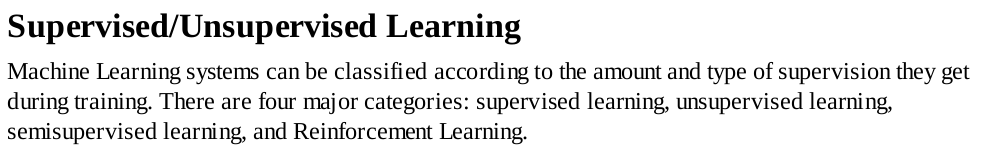 Supervised/Unsupervised Learning
Machine Learning systems can be classified according to the amount and type of supervision they get
during training. There are four major categories: supervised learning, unsupervised learning,
semisupervised learning, and Reinforcement Learning.